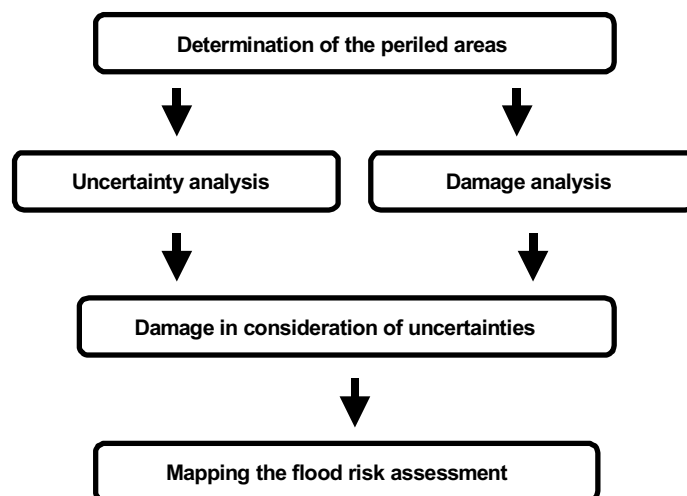 Determination of the periled areas
Uncertainty analysis
Damage analysis
Damage in consideration of uncertainties
Mapping the flood risk assessment